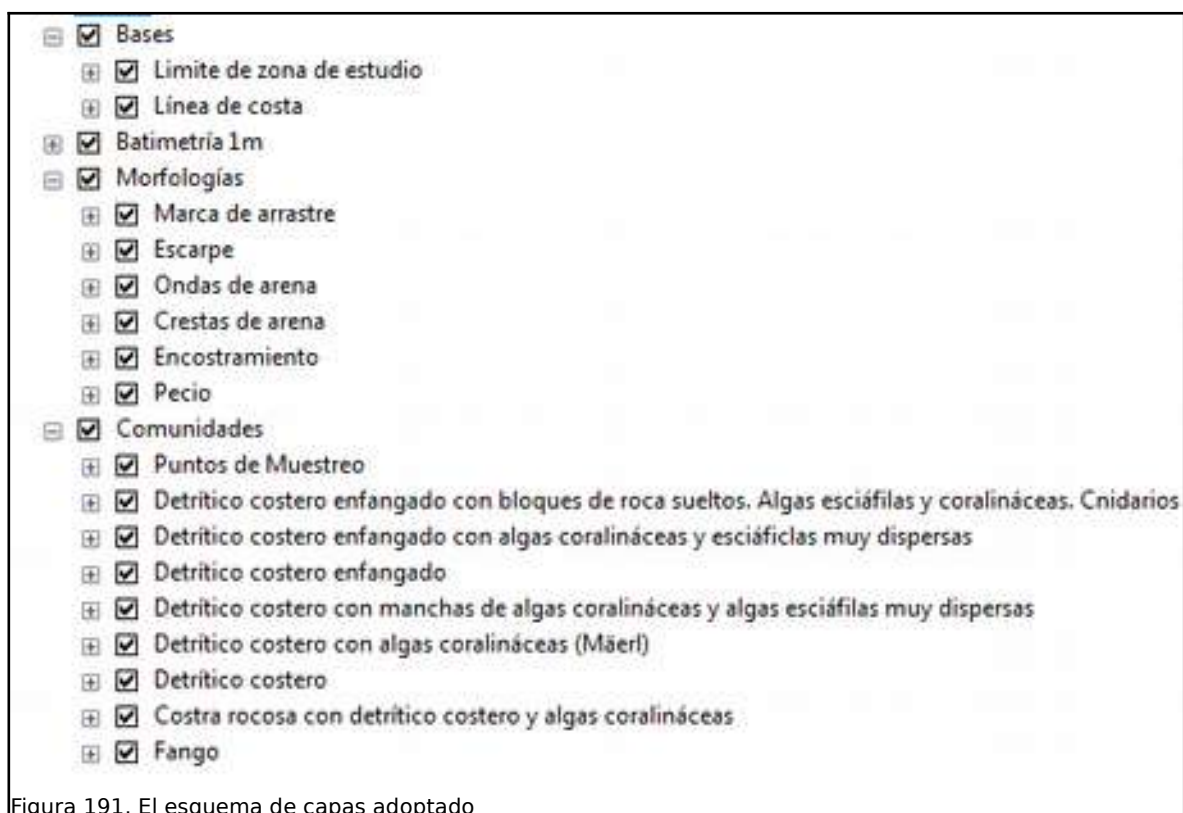 Bases
Limite de zona de estudio
Línea de costa
Batimetría 1m
Morfologías
Marca de arrastre
Escarpe
Ondas de arena
Crestas de arena
Encostramiento
Pecio
Comunidades
Puntos de Muestreo
Detrítico costero enfangado con bloques de roca sueltos. Algas esciáfilas y coralináceas. Cnidarios
Detrítico costero enfangado con algas coralináceas y esciáficlas muy dispersas
Detrítico costero enfangado
Detrítico costero con manchas de algas coralináceas y algas esciáfilas muy dispersas
Detrítico costero con algas coralináceas (Mäerl)
Detrítico costero
Costra rocosa con detrítico costero y algas coralináceas
Fango
Figura 191. El esquema de capas adoptado